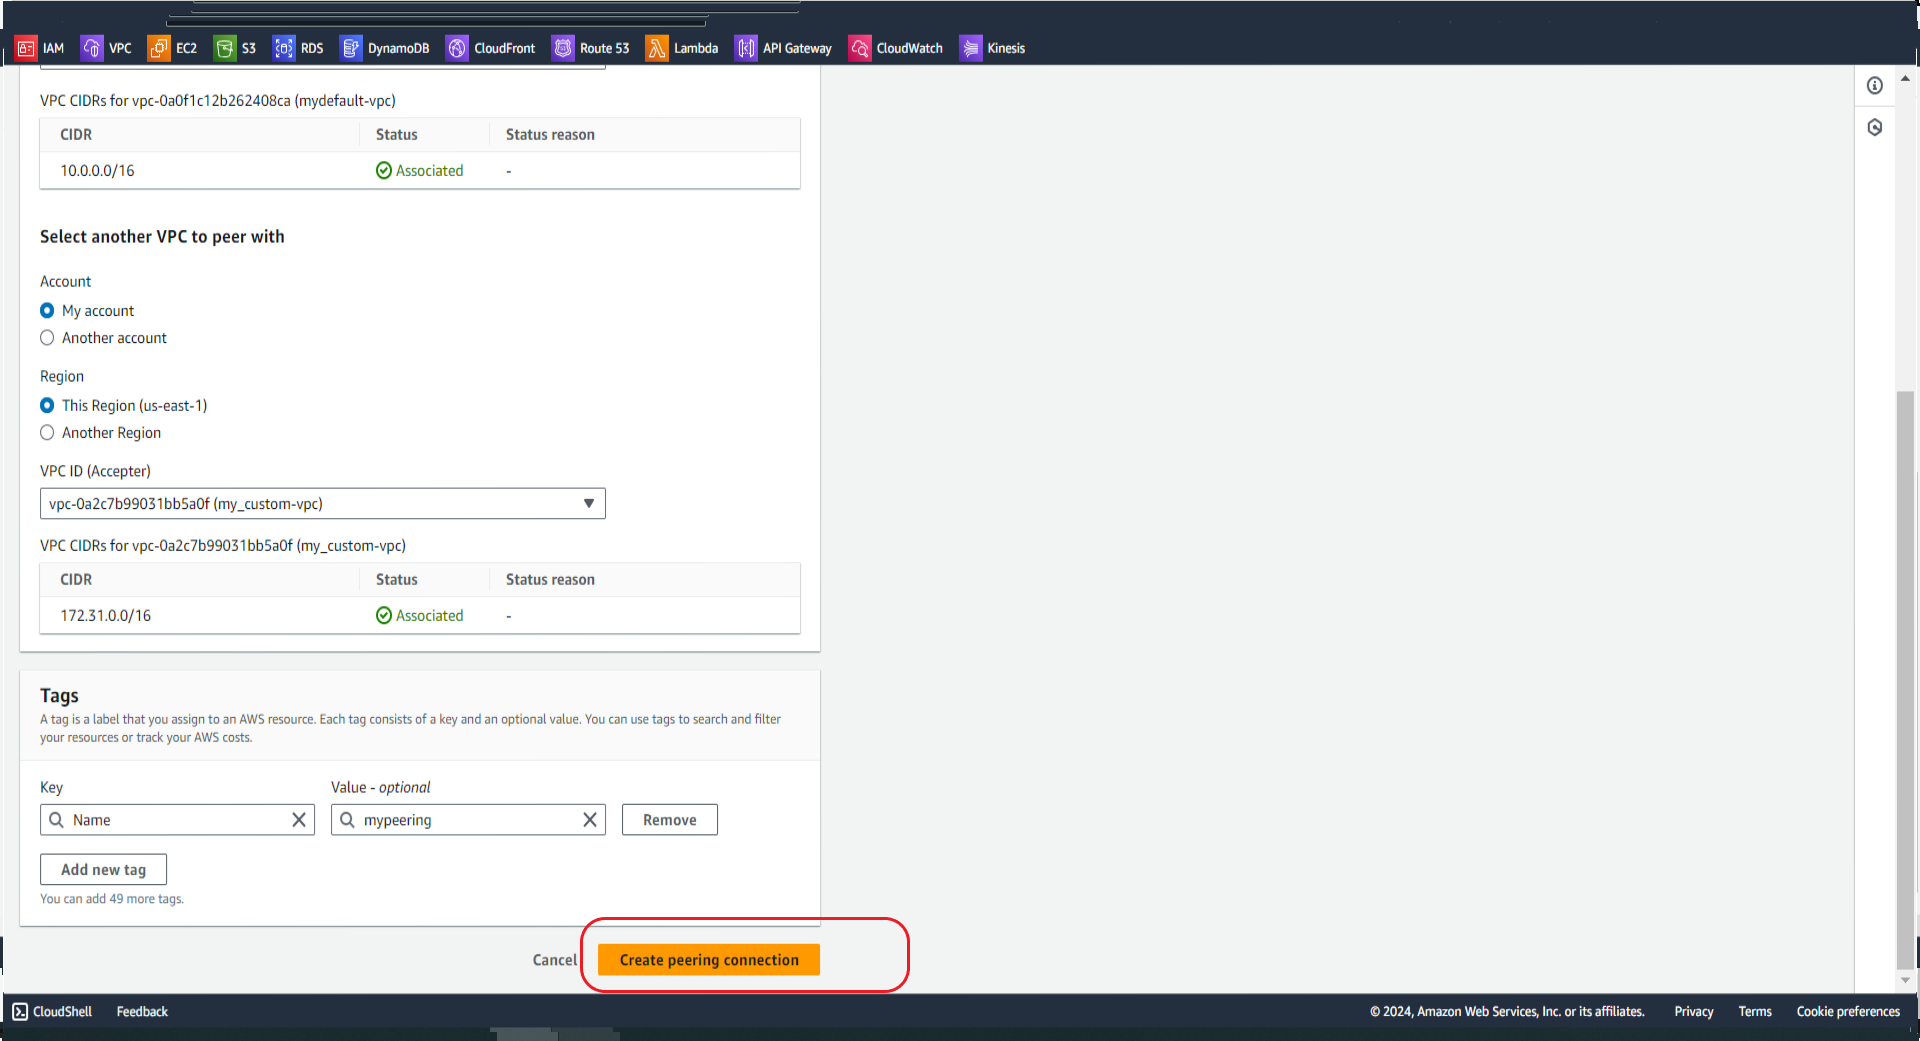 IAM VPC EC2 S3 RDS DynamoDB CloudFront Route 53 Lambda API Gateway CloudWatch Kinesis
VPC CIDRs for vpc-0a0f1c12b262408ca (mydefault-vpc)
CIDR Status Status reason
10.0.0.0/16 Associated -
Select another VPC to peer with
Account
My account
Another account
Region
This Region (us-east-1)
Another Region
VPC ID (Accepter)
vpc-0a2c7b99031bb5a0f (my_custom-vpc)
VPC CIDRs for vpc-0a2c7b99031bb5a0f (my_custom-vpc)
CIDR Status Status reason
172.31.0.0/16 Associated -
Tags
A tag is a label that you assign to an AWS resource. Each tag consists of a key and an optional value. You can use tags to search and filter
your resources or track your AWS costs.
Key Value - optional
Name mypeering Remove
Add new tag
You can add 49 more tags.
Cancel Create peering connection
CloudShell Feedback © 2024, Amazon Web Services, Inc. or its affiliates. Privacy Terms Cookie preferences